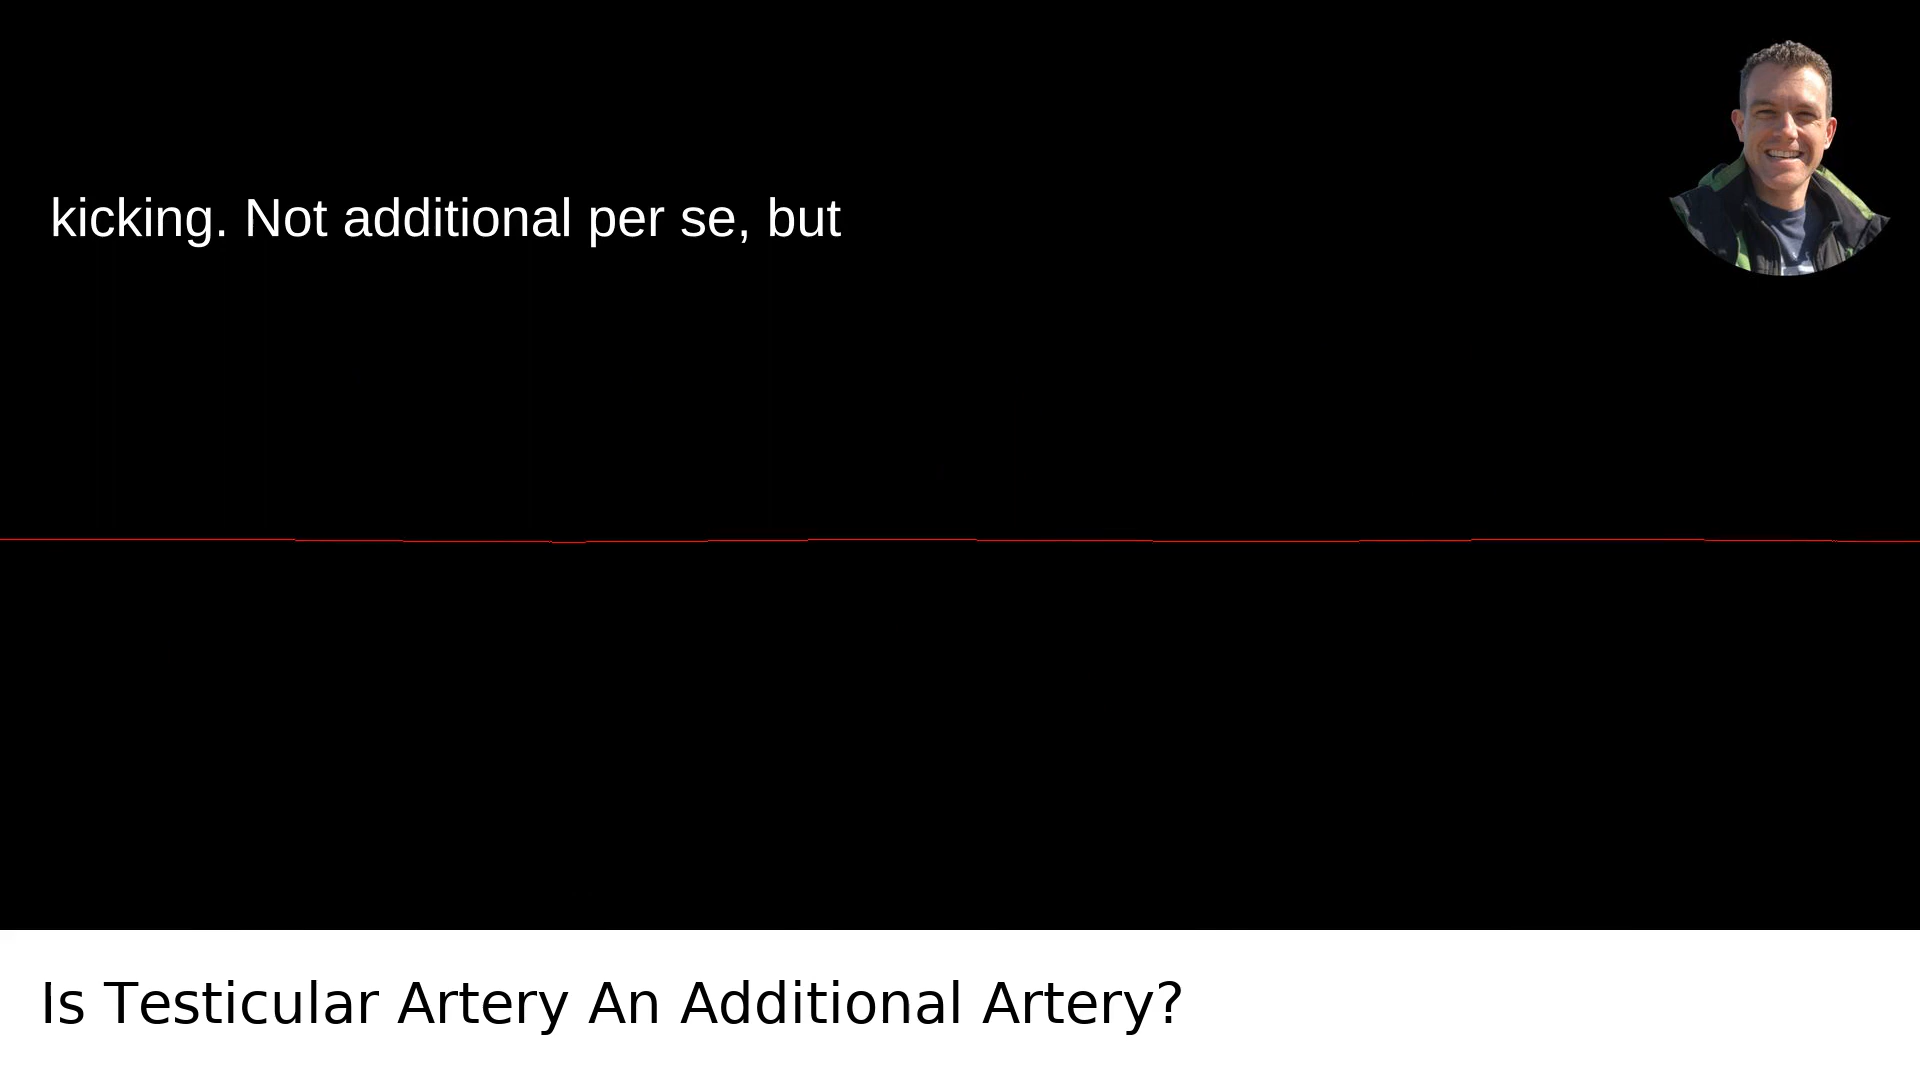 kicking. Not additional per se, but
Is Testicular Artery An Additional Artery?